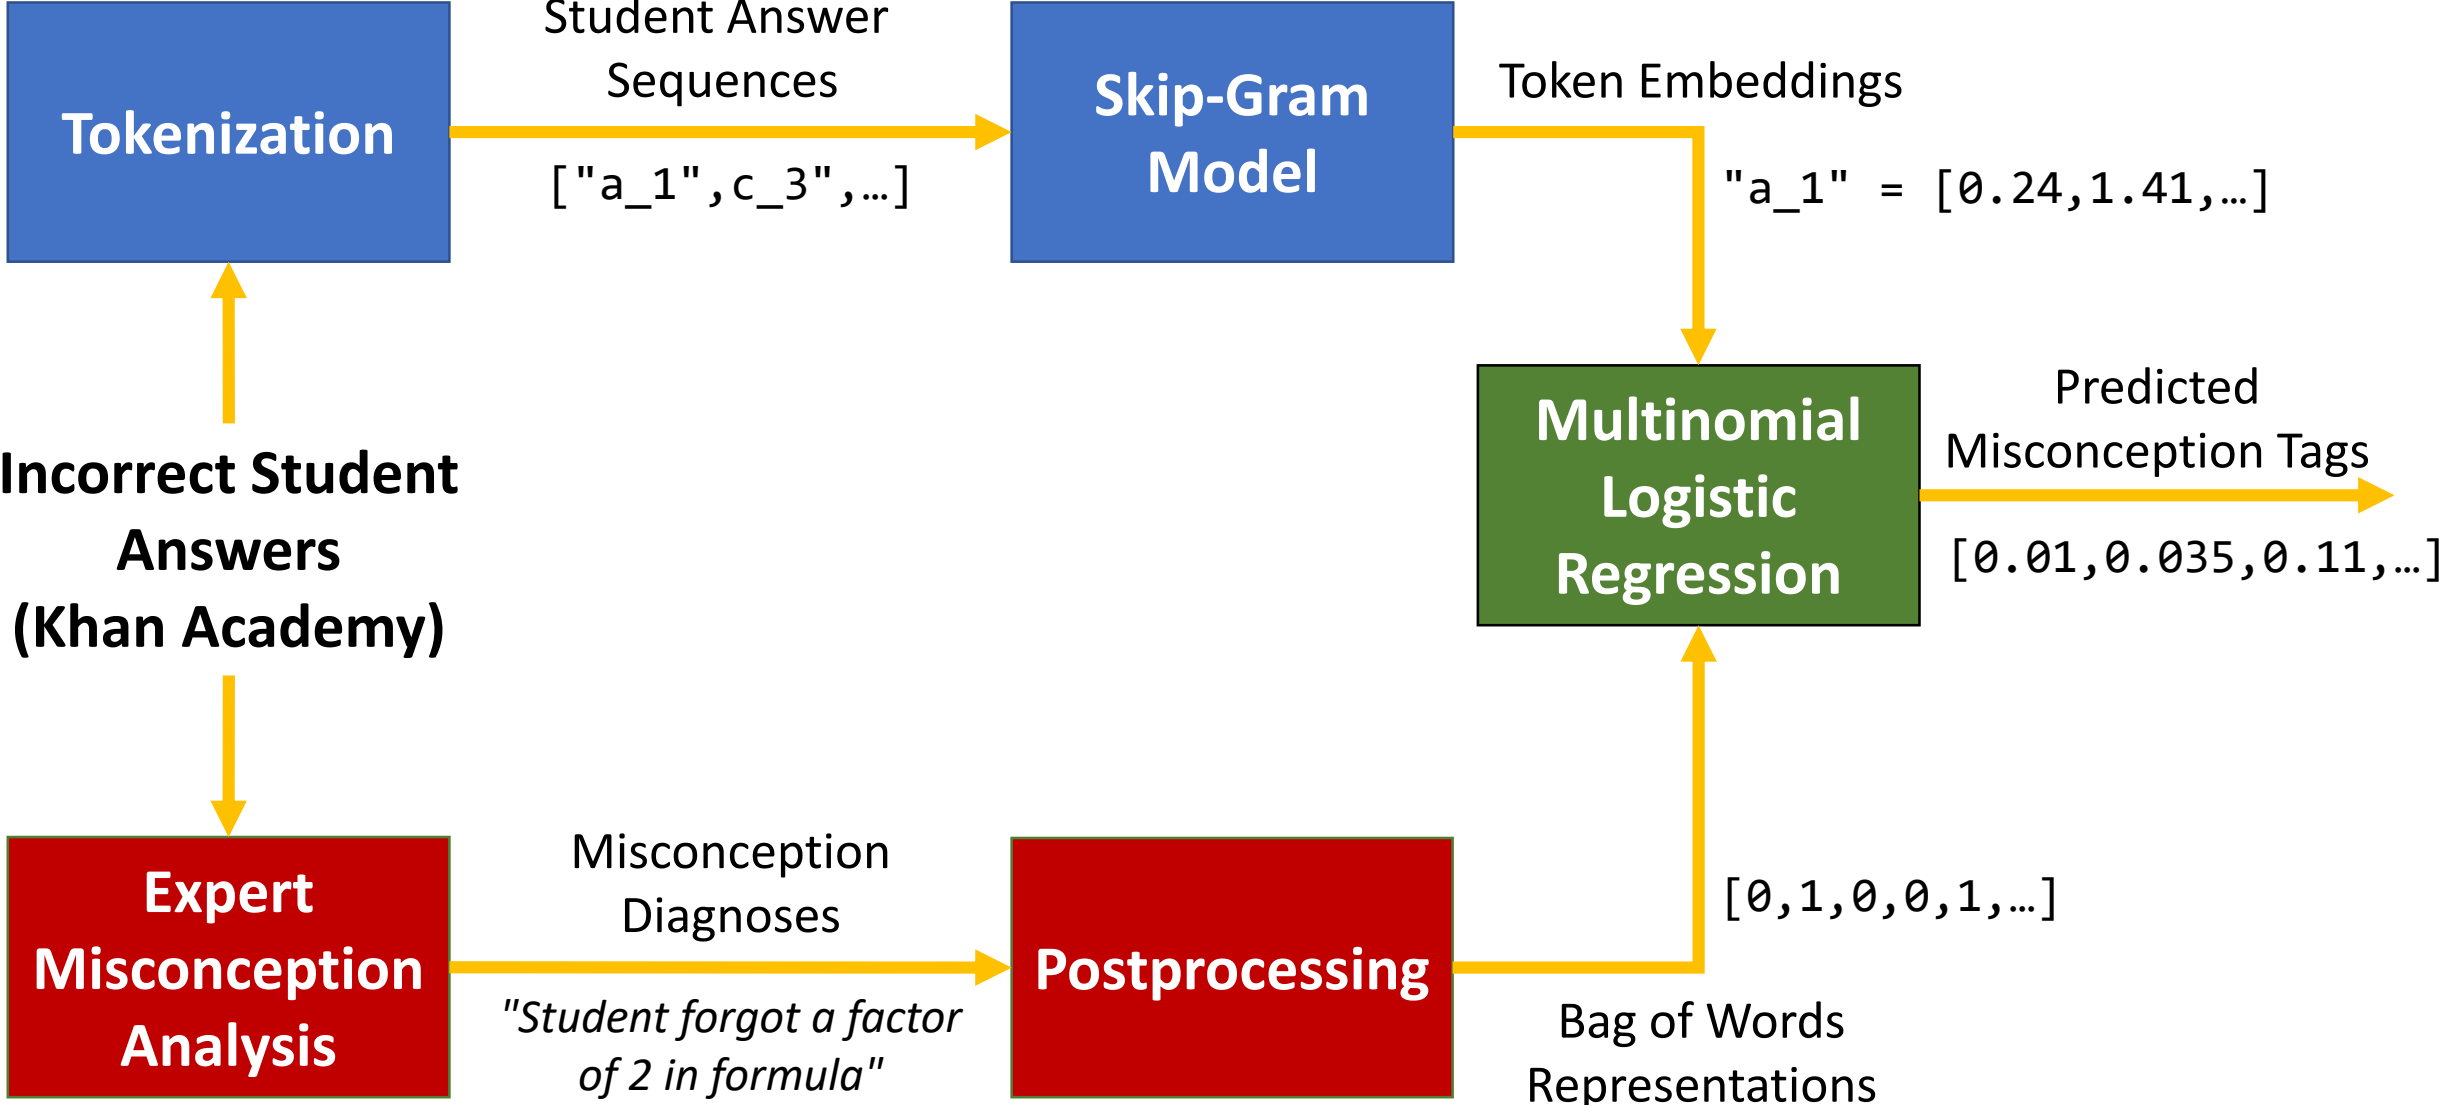 Student Answer
Sequences
Tokenization
["a_1",c_3",…]
Skip-Gram
Model
Token Embeddings
"a_1" = [0.24,1.41,…]
Incorrect Student
Answers
(Khan Academy)
Multinomial
Logistic
Regression
Predicted
Misconception Tags
[0.01,0.035,0.11,…]
Expert
Misconception
Analysis
Misconception
Diagnoses
"Student forgot a factor
of 2 in formula"
Postprocessing
[0,1,0,0,1,…]
Bag of Words
Representations